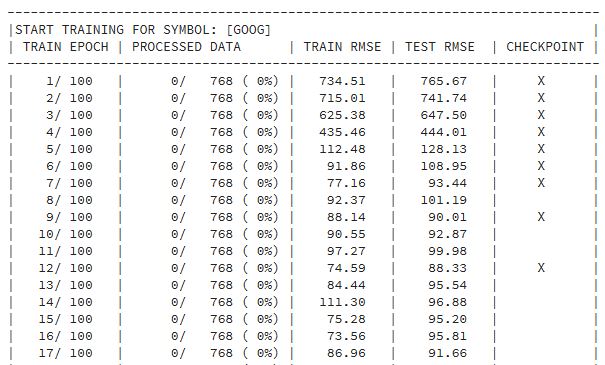 --------------------------------------------------------------------------
|START TRAINING FOR SYMBOL: [GOOG] |
| TRAIN EPOCH | PROCESSED DATA | TRAIN RMSE | TEST RMSE | CHECKPOINT |
--------------------------------------------------------------------------
| 1/ 100 | 0/ 768 ( 0%) | 734.51 | 765.67 | X |
| 2/ 100 | 0/ 768 ( 0%) | 715.01 | 741.74 | X |
| 3/ 100 | 0/ 768 ( 0%) | 625.38 | 647.50 | X |
| 4/ 100 | 0/ 768 ( 0%) | 435.46 | 444.01 | X |
| 5/ 100 | 0/ 768 ( 0%) | 112.48 | 128.13 | X |
| 6/ 100 | 0/ 768 ( 0%) | 91.86 | 108.95 | X |
| 7/ 100 | 0/ 768 ( 0%) | 77.16 | 93.44 | X |
| 8/ 100 | 0/ 768 ( 0%) | 92.37 | 101.19 | |
| 9/ 100 | 0/ 768 ( 0%) | 88.14 | 90.01 | X |
| 10/ 100 | 0/ 768 ( 0%) | 90.55 | 92.87 | |
| 11/ 100 | 0/ 768 ( 0%) | 97.27 | 99.98 | |
| 12/ 100 | 0/ 768 ( 0%) | 74.59 | 88.33 | X |
| 13/ 100 | 0/ 768 ( 0%) | 84.44 | 95.54 | |
| 14/ 100 | 0/ 768 ( 0%) | 111.30 | 96.88 | |
| 15/ 100 | 0/ 768 ( 0%) | 75.28 | 95.20 | |
| 16/ 100 | 0/ 768 ( 0%) | 73.56 | 95.81 | |
| 17/ 100 | 0/ 768 ( 0%) | 86.96 | 91.66 | |